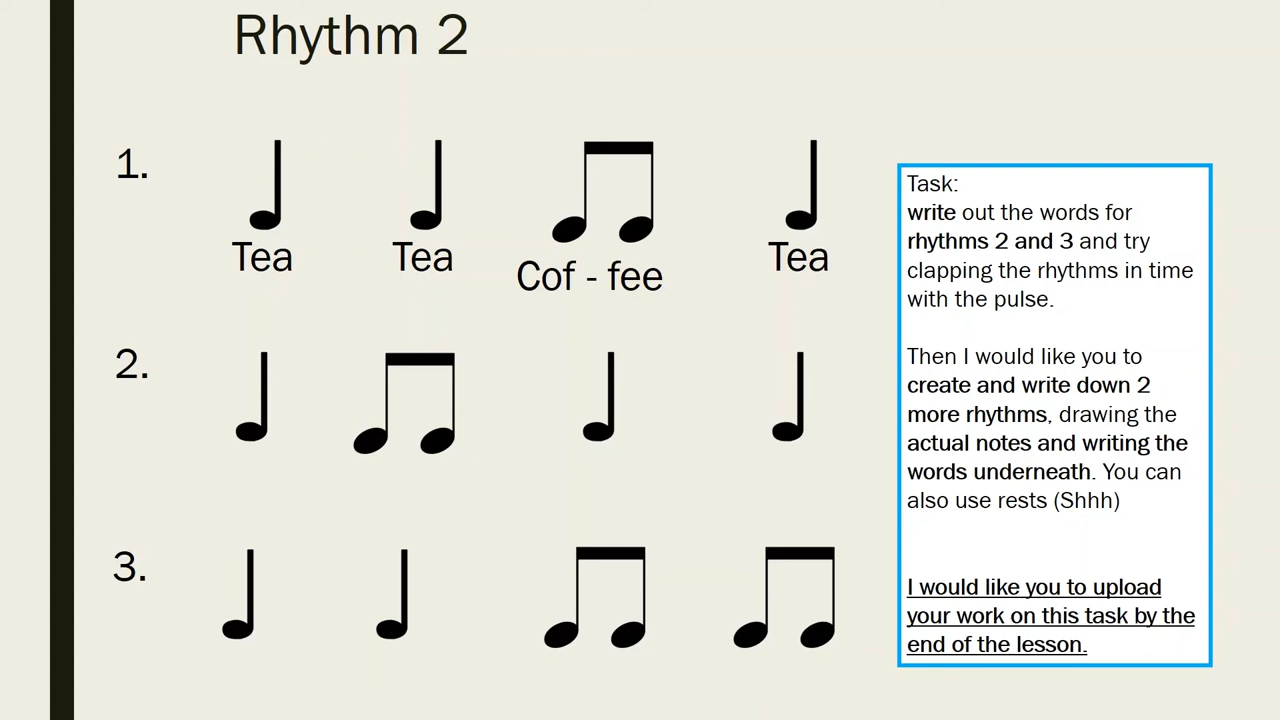 Rhythm 2
1.
Tea Tea Cof - fee Tea
2.
3.
Task:
write out the words for
rhythms 2 and 3 and try
clapping the rhythms in time
with the pulse.
Then I would like you to
create and write down 2
more rhythms, drawing the
actual notes and writing the
words underneath. You can
also use rests (Shhh)
I would like you to upload
your work on this task by the
end of the lesson.